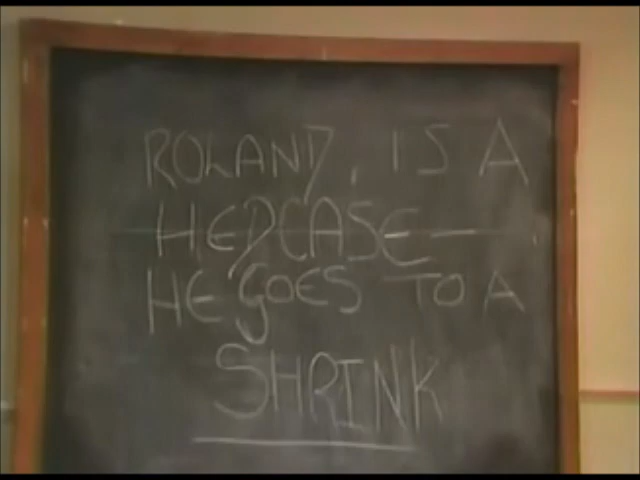 ROLAND, IS A
HEDCASE
HE GOES TO A
SHRINK